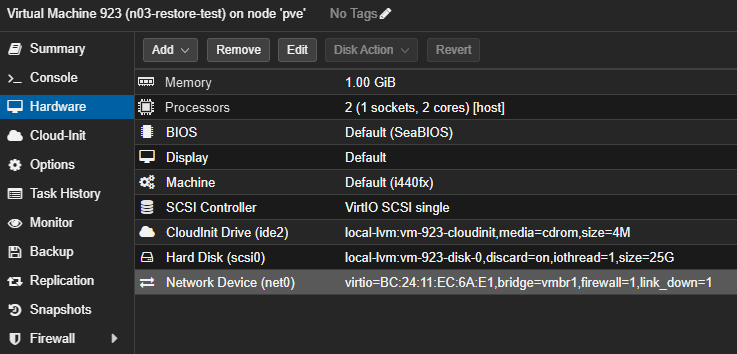 Virtual Machine 923 (n03-restore-test) on node 'pve' No Tags
Summary
Console
Hardware
Cloud-Init
Options
Task History
Monitor
Backup
Replication
Snapshots
Firewall
Add Remove Edit Disk Action Revert
Memory 1.00 GiB
Processors 2 (1 sockets, 2 cores) [host]
BIOS Default (SeaBIOS)
Display Default
Machine Default (i440fx)
SCSI Controller VirtIO SCSI single
CloudInit Drive (ide2) local-lvm:vm-923-cloudinit,media=cdrom,size=4M
Hard Disk (scsi0) local-lvm:vm-923-disk-0,discard=on,iothread=1,size=25G
Network Device (net0) virtio=BC:24:11:EC:6A:E1,bridge=vmbr1,firewall=1,link_down=1